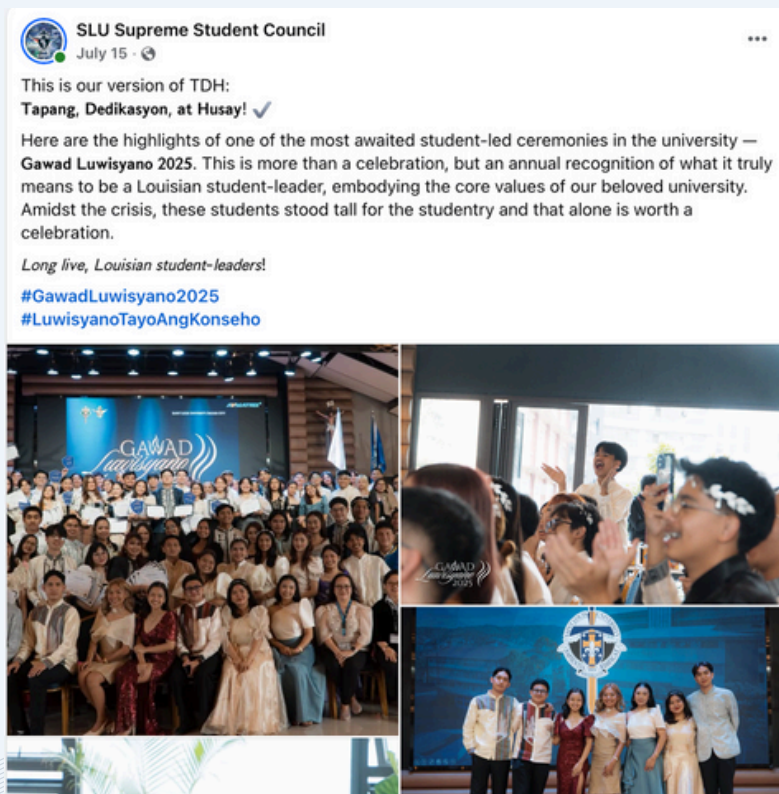 SLU Supreme Student Council
July 15 ·
This is our version of TDH:
Tapang, Dedikasyon, at Husay! ✔
Here are the highlights of one of the most awaited student-led ceremonies in the university —
Gawad Luwisyano 2025. This is more than a celebration, but an annual recognition of what it truly
means to be a Louisian student-leader, embodying the core values of our beloved university.
Amidst the crisis, these students stood tall for the studentry and that alone is worth a
celebration.
Long live, Louisian student-leaders!
#GawadLuwisyano2025
#LuwisyanoTayoAngKonseho
GAWAD
Luwisyano
GAWAD
Luwisyano
2025